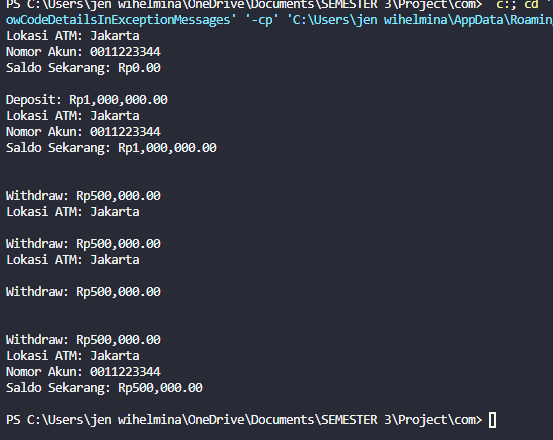 PS C:\Users\jen wihelmina\OneDrive\Documents\SEMESTER 3\Project\com>  c:; cd '
owCodeDetailsInExceptionMessages' '-cp' 'C:\Users\jen wihelmina\AppData\Roamin
Lokasi ATM: Jakarta
Nomor Akun: 0011223344
Saldo Sekarang: Rp0.00
Deposit: Rp1,000,000.00
Lokasi ATM: Jakarta
Nomor Akun: 0011223344
Saldo Sekarang: Rp1,000,000.00
Withdraw: Rp500,000.00
Lokasi ATM: Jakarta
Withdraw: Rp500,000.00
Lokasi ATM: Jakarta
Withdraw: Rp500,000.00
Withdraw: Rp500,000.00
Lokasi ATM: Jakarta
Nomor Akun: 0011223344
Saldo Sekarang: Rp500,000.00
PS C:\Users\jen wihelmina\OneDrive\Documents\SEMESTER 3\Project\com>